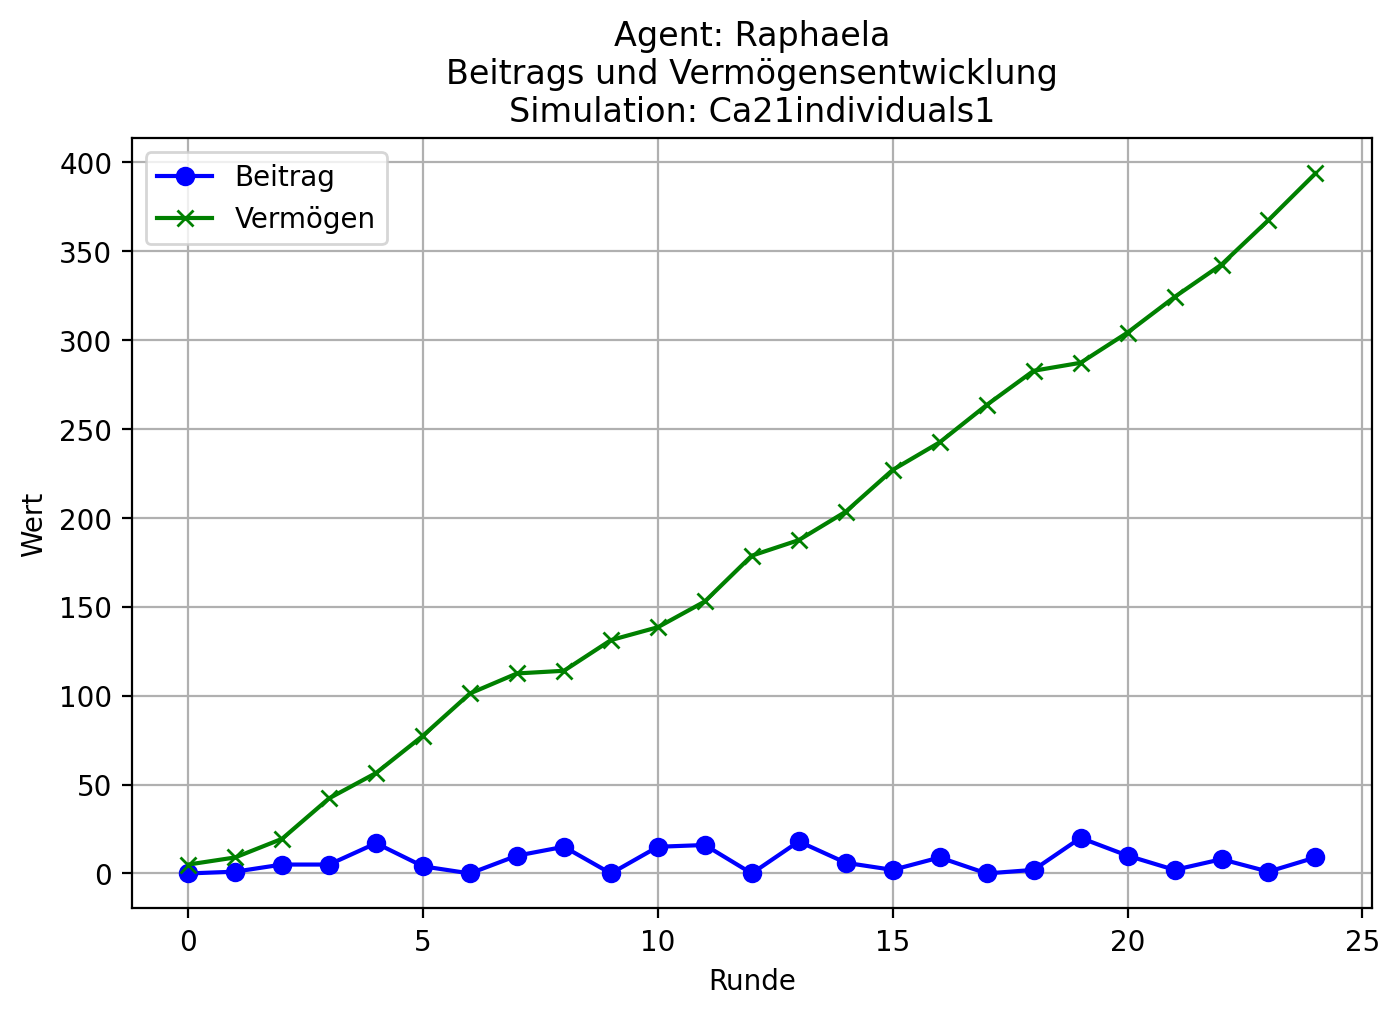 Agent: Raphaela
Beitrags und Vermögensentwicklung
Simulation: Ca21individuals1
Beitrag
Vermögen
400
350
300
250
200
150
100
50
0
Wert
0 5 10 15 20 25
Runde